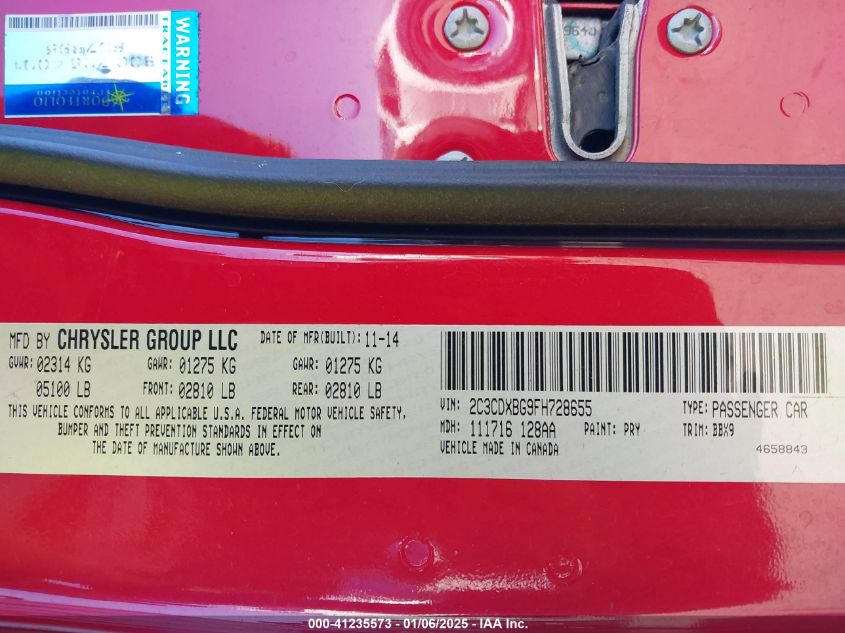 WARNING
PORTFOLIO
Protection
9640
MFD BY CHRYSLER GROUP LLC DATE OF MFR(BUILT): 11-14
GVWR: 02314 KG GAWR: 01275 KG GAWR: 01275 KG
05100 LB FRONT: 02810 LB REAR: 02810 LB
THIS VEHICLE CONFORMS TO ALL APPLICABLE U.S.A. FEDERAL MOTOR VEHICLE SAFETY,
BUMPER AND THEFT PREVENTION STANDARDS IN EFFECT ON
THE DATE OF MANUFACTURE SHOWN ABOVE.
VIN: 2C3CDXBG9FH728655 TYPE: PASSENGER CAR
MDH: 111716 128AA PAINT: PRY TRIM: BBX9
VEHICLE MADE IN CANADA 4658843
000-41235573 — 01/06/2025 — IAA Inc.